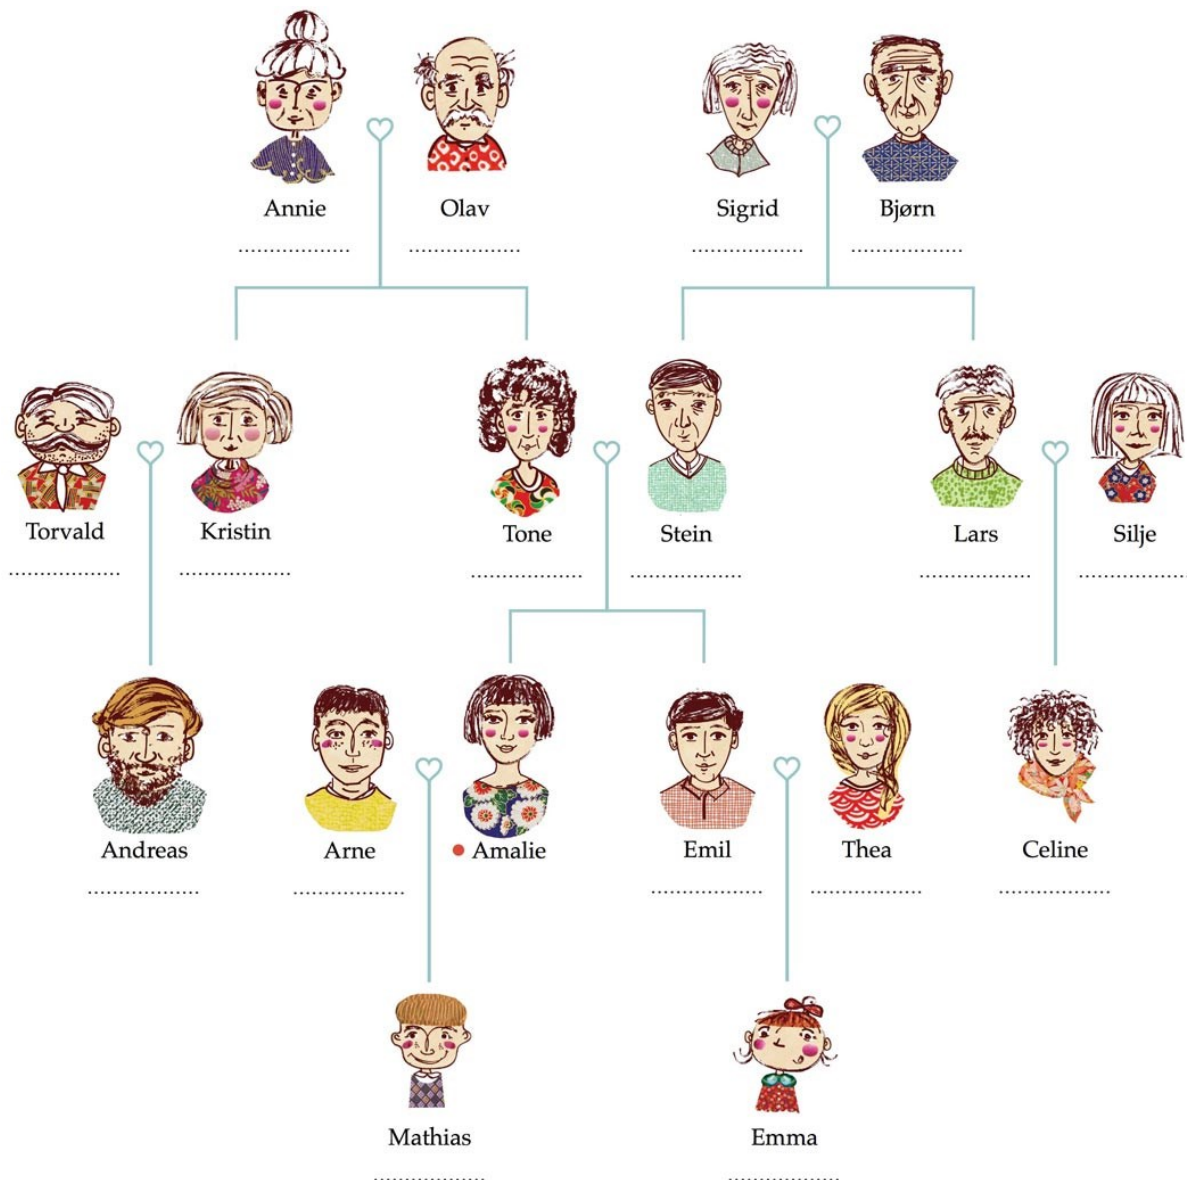 Annie
Olav
Sigrid
Bjørn
Torvald
Kristin
Tone
Stein
Lars
Silje
Andreas
Arne
Amalie
Emil
Thea
Celine
Mathias
Emma